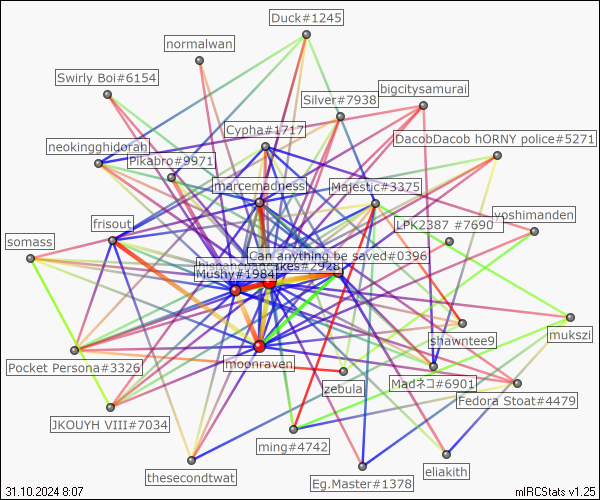 Duck#1245
normalwan
Swirly Boi#6154
bigcitysamurai
Silver#7938
Cypha#1717
DacobDacob hORNY police#5271
neokingghidorah
Pikabro#9971
marcemadness
Majestic#3375
yoshimanden
LPK2387 #7690
frisout
somass
Can anything be saved#0396
Mushy#1984
shawntee9
mukszi
moonraven
Pocket Persona#3326
zebula
Madネコ#6901
Fedora Stoat#4479
JKOUYH VIII#7034
ming#4742
eliakith
thesecondtwat
Eg.Master#1378
31.10.2024 8:07
mIRCStats v1.25